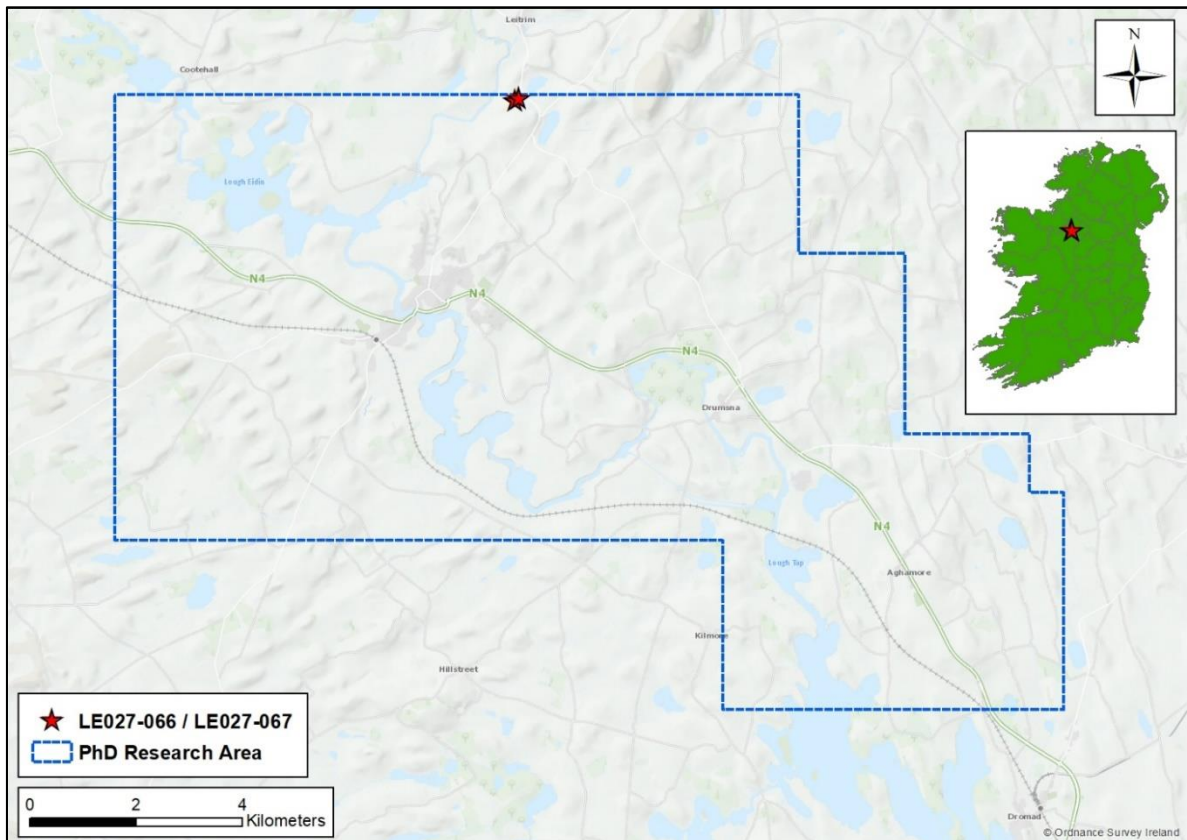 Leitrim
N
Cootehall
Lough Eidin
N4
N4
N4
Drumsna
N4
Lough Tap
Aghamore
Kilmore
Hillstreet
LE027-066 / LE027-067
PhD Research Area
0 2 4
Kilometers
Dromad
© Ordnance Survey Ireland